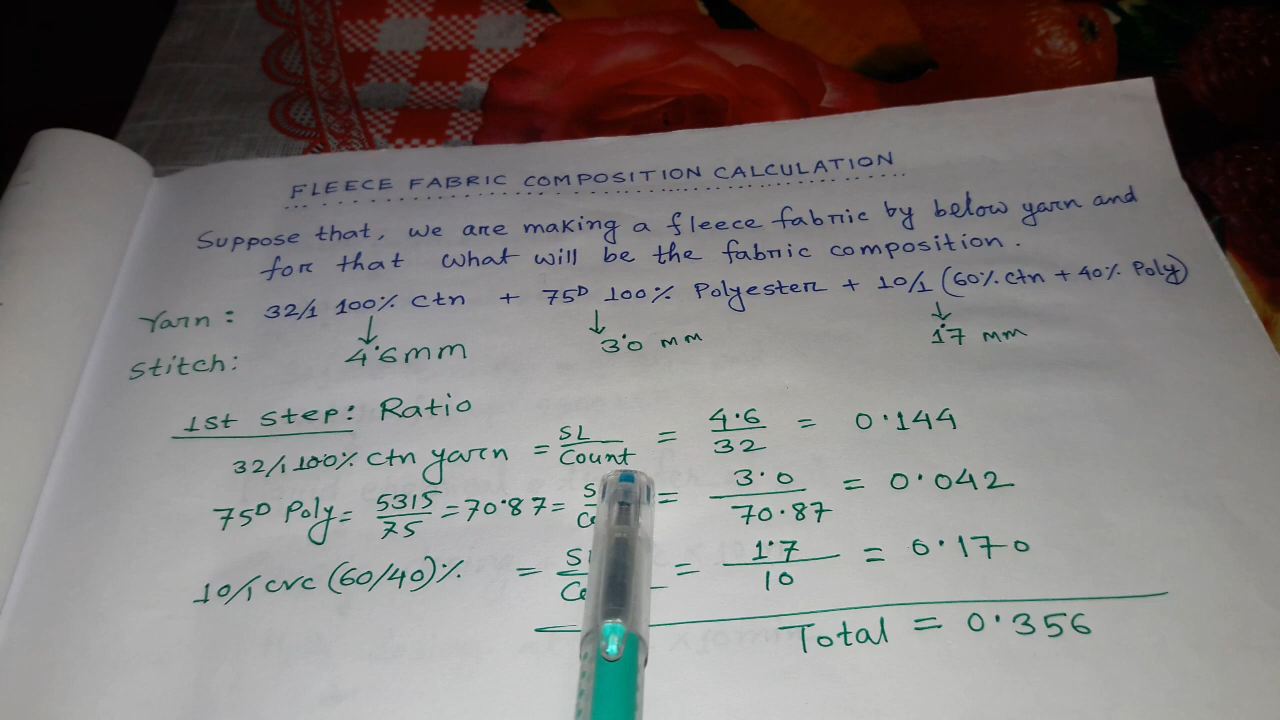 FLEECE FABRIC COMPOSITION CALCULATION
Suppose that, we are making a fleece fabric by below yarn and
for that what will be the fabric composition.
Yarn: 32/1 100% Ctn + 75D 100% Polyester + 10/1 (60% Ctn + 40% Poly)
Stitch: 4.6mm 3.0 mm 1.7 mm
1st step: Ratio
32/1 100% Ctn yarn = SL/Count = 4.6/32 = 0.144
75D Poly = 5315/75 = 70.87 = = 3.0/70.87 = 0.042
10/1 CVC (60/40)% = = 1.7/10 = 0.170
Total = 0.356